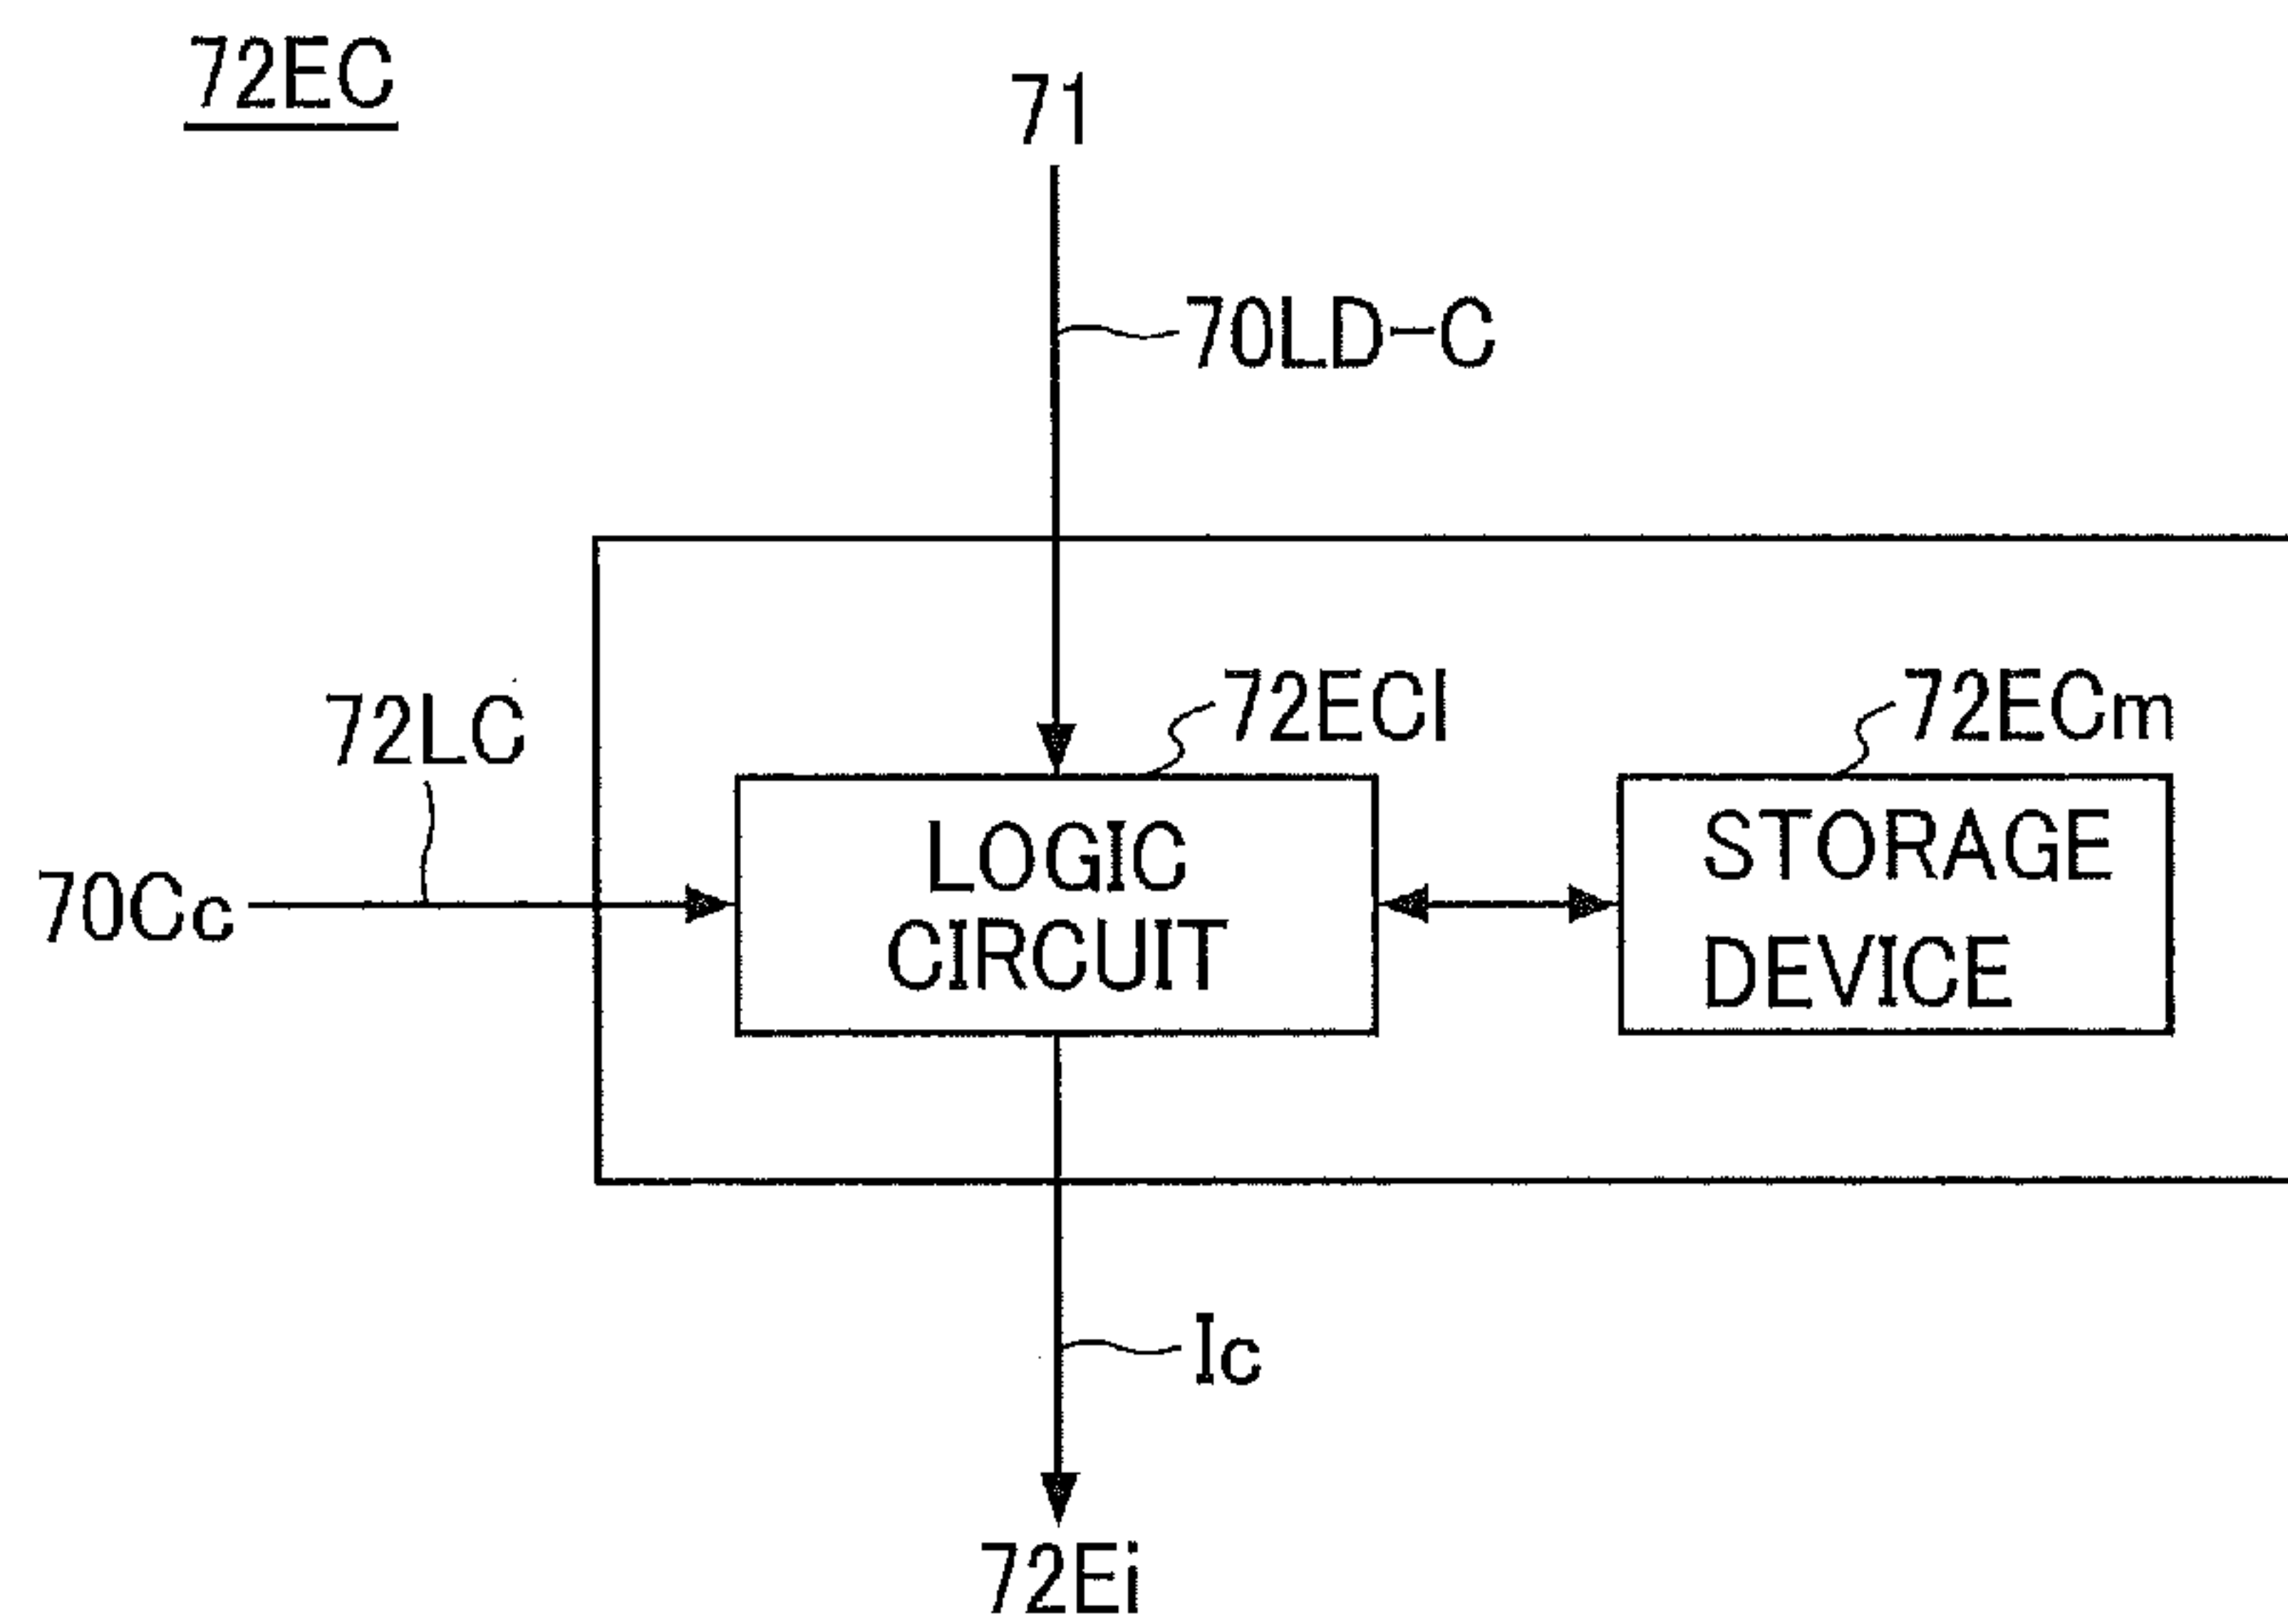 72EC
71
70LD-C
72LC
72ECl
72ECm
70Cc
LOGIC
CIRCUIT
STORAGE
DEVICE
Ic
72Ei